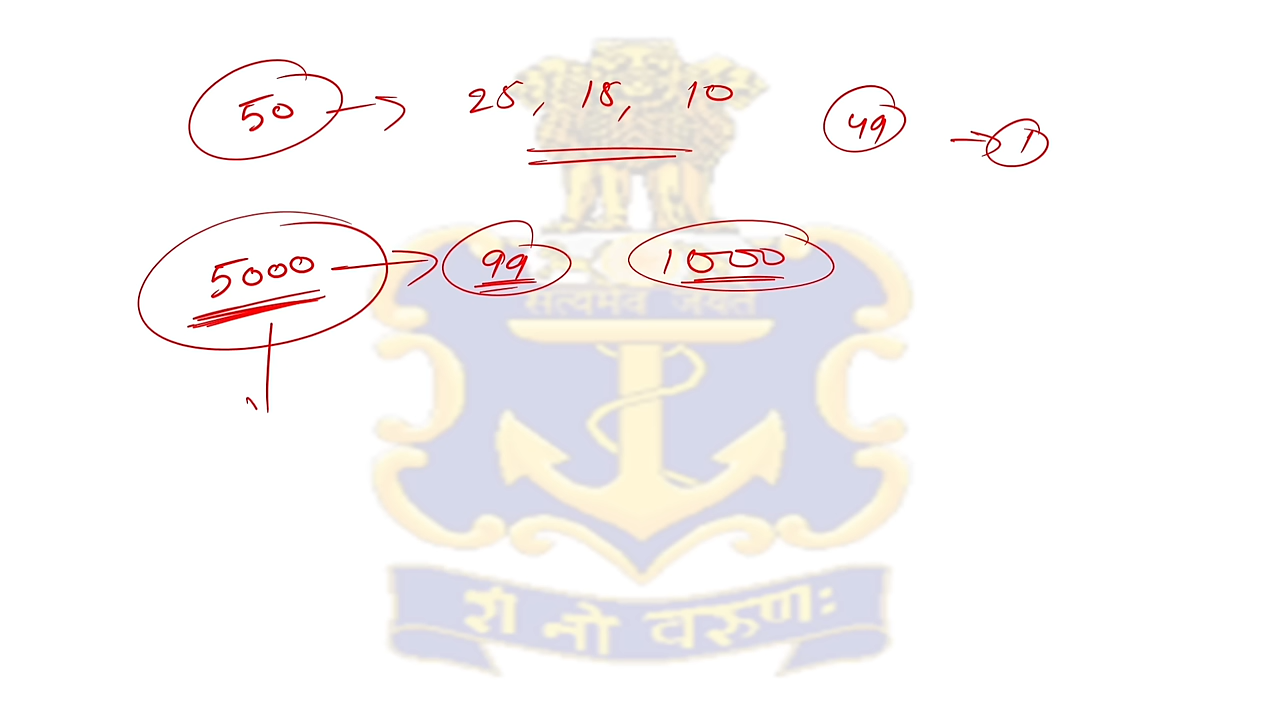 50 → 25, 18, 10 49 → 1
5000 → 99 1000
सत्यमेव जयते
शं नो वरुणः